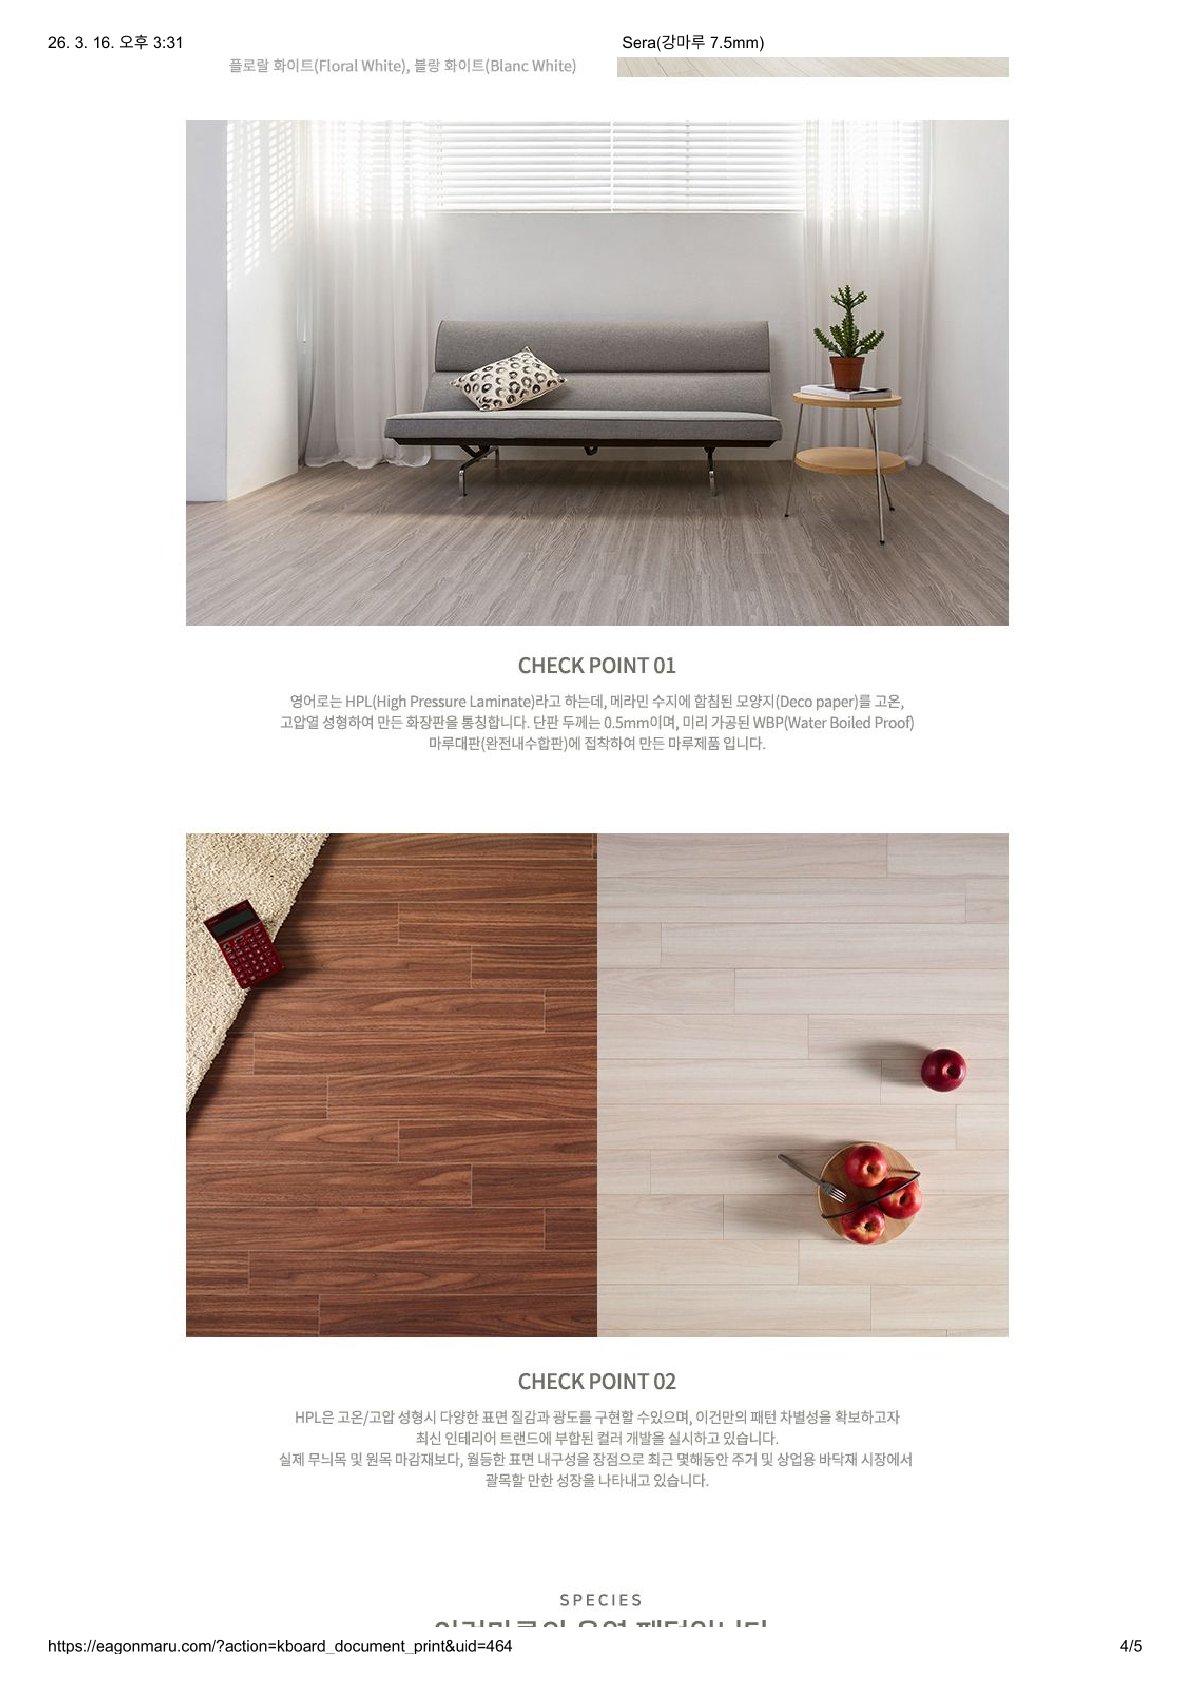 26. 3. 16. 오후 3:31
Sera(강마루 7.5mm)
플로랄 화이트(Floral White), 블랑 화이트(Blanc White)
CHECK POINT 01
영어로는 HPL(High Pressure Laminate)라고 하는데, 메라민 수지에 함침된 모양지(Deco paper)를 고온,
고압열 성형하여 만든 화장판을 통칭합니다. 단판 두께는 0.5mm이며, 미리 가공된 WBP(Water Boiled Proof)
마루대판(완전내수합판)에 접착하여 만든 마루제품 입니다.
CHECK POINT 02
HPL은 고온/고압 성형시 다양한 표면 질감과 광도를 구현할 수있으며, 이건만의 패턴 차별성을 확보하고자
최신 인테리어 트랜드에 부합된 컬러 개발을 실시하고 있습니다.
실제 무늬목 및 원목 마감재보다, 월등한 표면 내구성을 장점으로 최근 몇해동안 주거 및 상업용 바닥재 시장에서
괄목할 만한 성장을 나타내고 있습니다.
SPECIES
https://eagonmaru.com/?action=kboard_document_print&uid=464
4/5